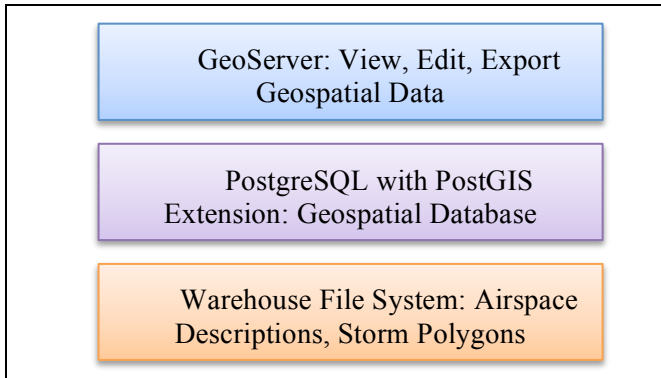 GeoServer: View, Edit, Export
Geospatial Data
PostgreSQL with PostGIS
Extension: Geospatial Database
Warehouse File System: Airspace
Descriptions, Storm Polygons